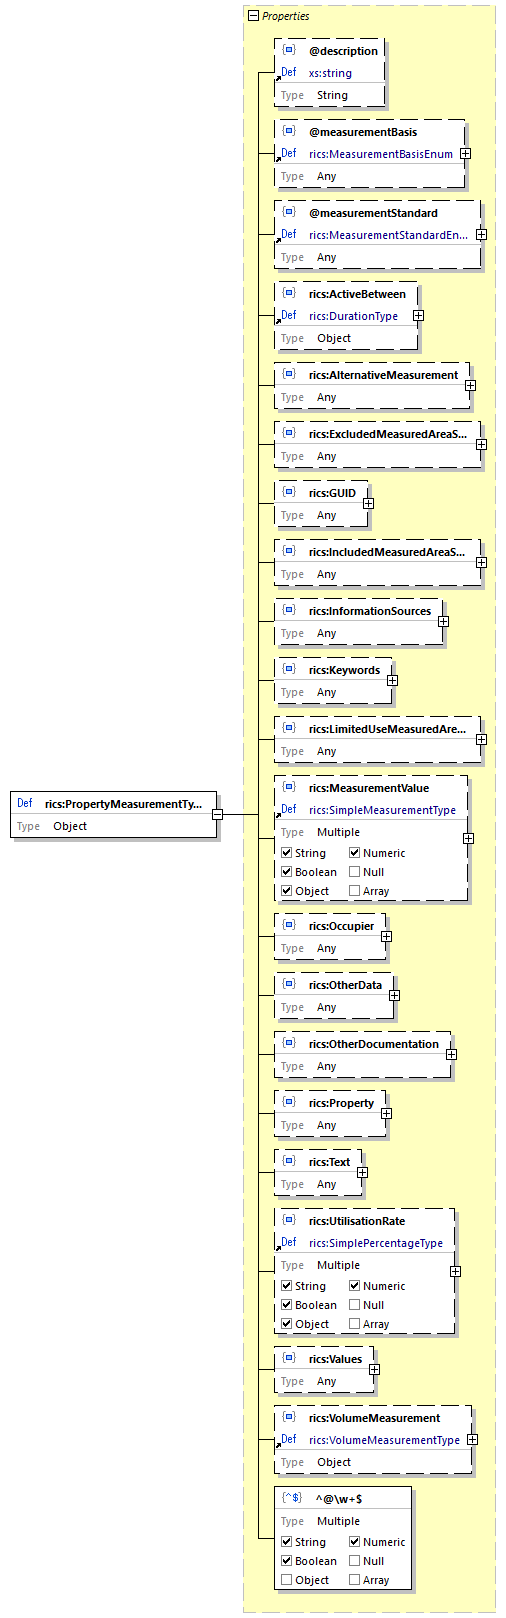 Properties
@description
Def xs:string
Type String
@measurementBasis
Def rics:MeasurementBasisEnum
Type Any
@measurementStandard
Def rics:MeasurementStandardEn...
Type Any
rics:ActiveBetween
Def rics:DurationType
Type Object
rics:AlternativeMeasurement
Type Any
rics:ExcludedMeasuredAreaS...
Type Any
rics:GUID
Type Any
rics:IncludedMeasuredAreaS...
Type Any
rics:InformationSources
Type Any
rics:Keywords
Type Any
rics:LimitedUseMeasuredAre...
Type Any
Def rics:PropertyMeasurementTy...
Type Object
rics:MeasurementValue
Def rics:SimpleMeasurementType
Type Multiple
String Numeric
Boolean Null
Object Array
rics:Occupier
Type Any
rics:OtherData
Type Any
rics:OtherDocumentation
Type Any
rics:Property
Type Any
rics:Text
Type Any
rics:UtilisationRate
Def rics:SimplePercentageType
Type Multiple
String Numeric
Boolean Null
Object Array
rics:Values
Type Any
rics:VolumeMeasurement
Def rics:VolumeMeasurementType
Type Object
{^$} ^@\w+$
Type Multiple
String Numeric
Boolean Null
Object Array